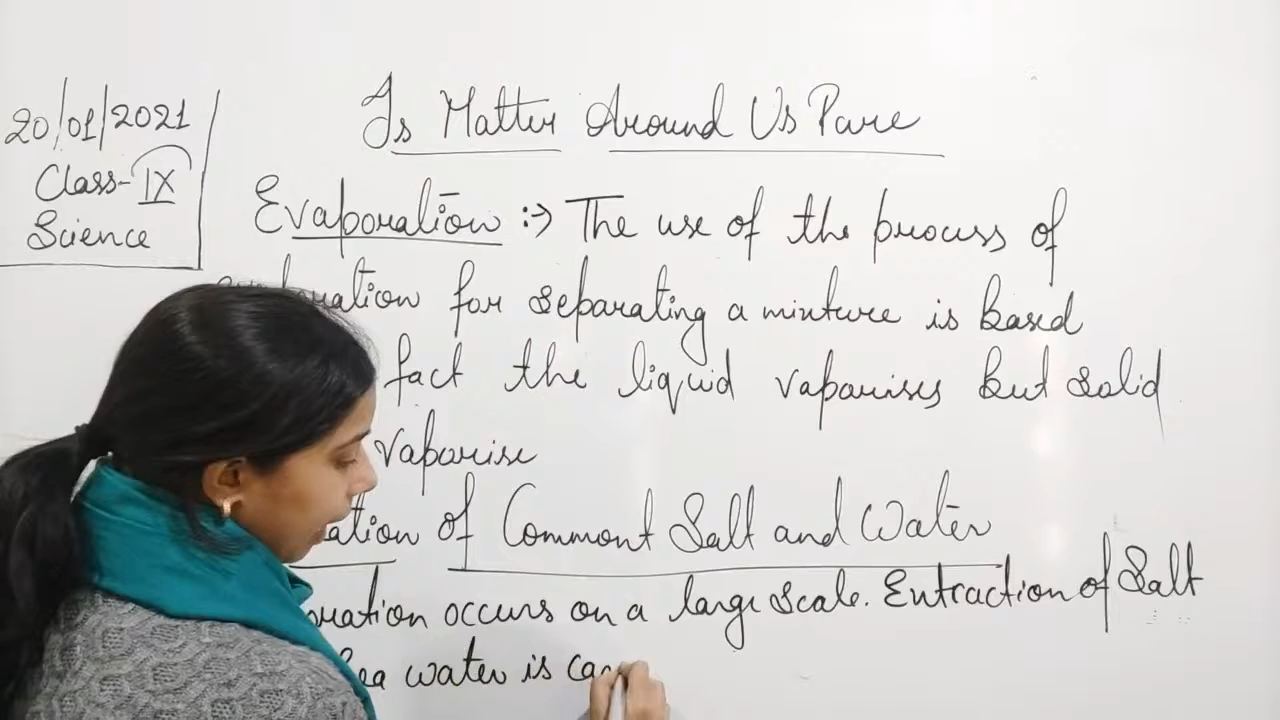 20/01/2021
Class-IX
Science
Is Matter Around Us Pure
Evaporation :-> The use of the process of
for separating a mixture is based
fact the liquid vaporises but solid
vaporise
of Commont Salt and Water
occurs on a large scale. Extraction of Salt
water is